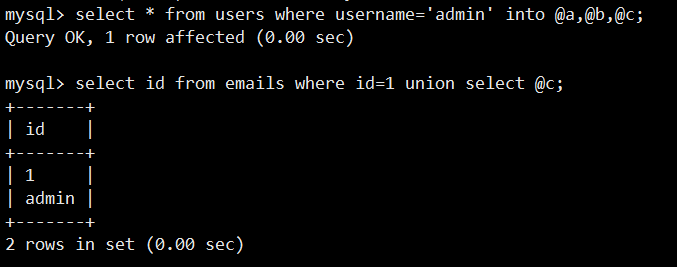 mysql> select * from users where username='admin' into @a,@b,@c;
Query OK, 1 row affected (0.00 sec)
mysql> select id from emails where id=1 union select @c;
+-------+
| id    |
+-------+
| 1     |
| admin |
+-------+
2 rows in set (0.00 sec)